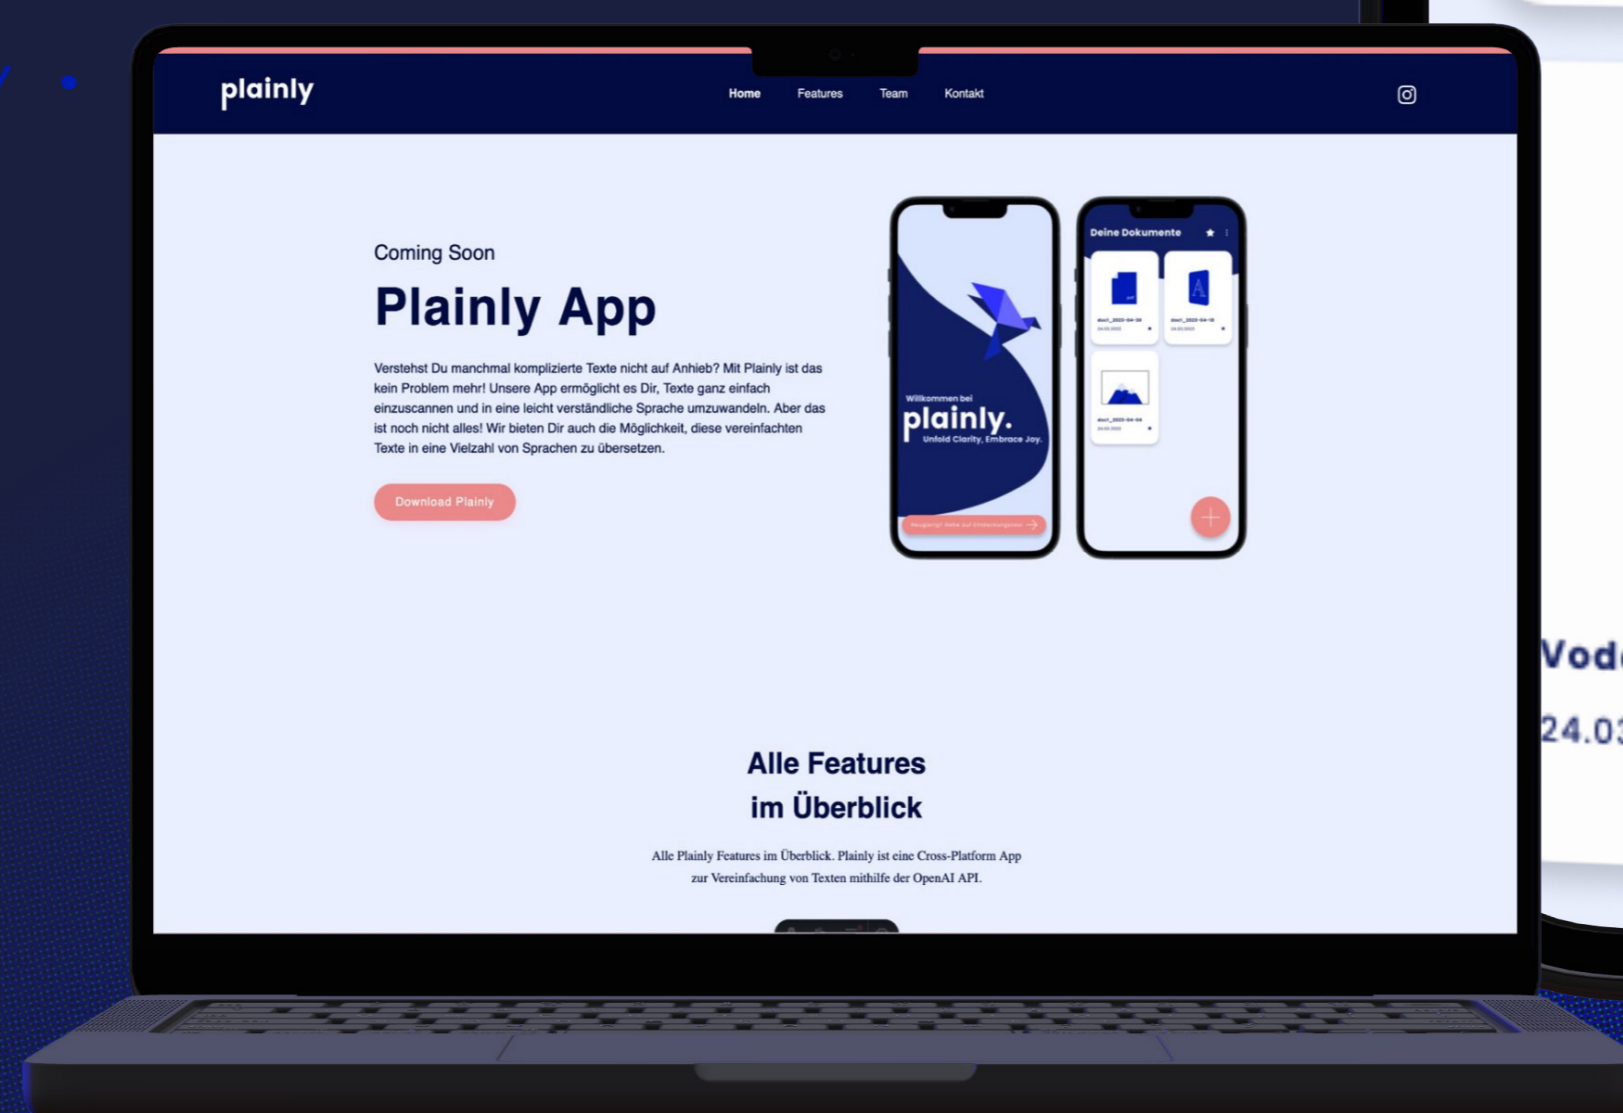 plainly
Home Features Team Kontakt
Coming Soon
Plainly App
Verstehst Du manchmal komplizierte Texte nicht auf Anhieb? Mit Plainly ist das
kein Problem mehr! Unsere App ermöglicht es Dir, Texte ganz einfach
einzuscannen und in eine leicht verständliche Sprache umzuwandeln. Aber das
ist noch nicht alles! Wir bieten Dir auch die Möglichkeit, diese vereinfachten
Texte in eine Vielzahl von Sprachen zu übersetzen.
Download Plainly
Willkommen bei
plainly.
Unfold Clarity, Embrace Joy.
Deine Dokumente
A
Alle Features
im Überblick
Alle Plainly Features im Überblick. Plainly ist eine Cross-Platform App
zur Vereinfachung von Texten mithilfe der OpenAI API.
24.03